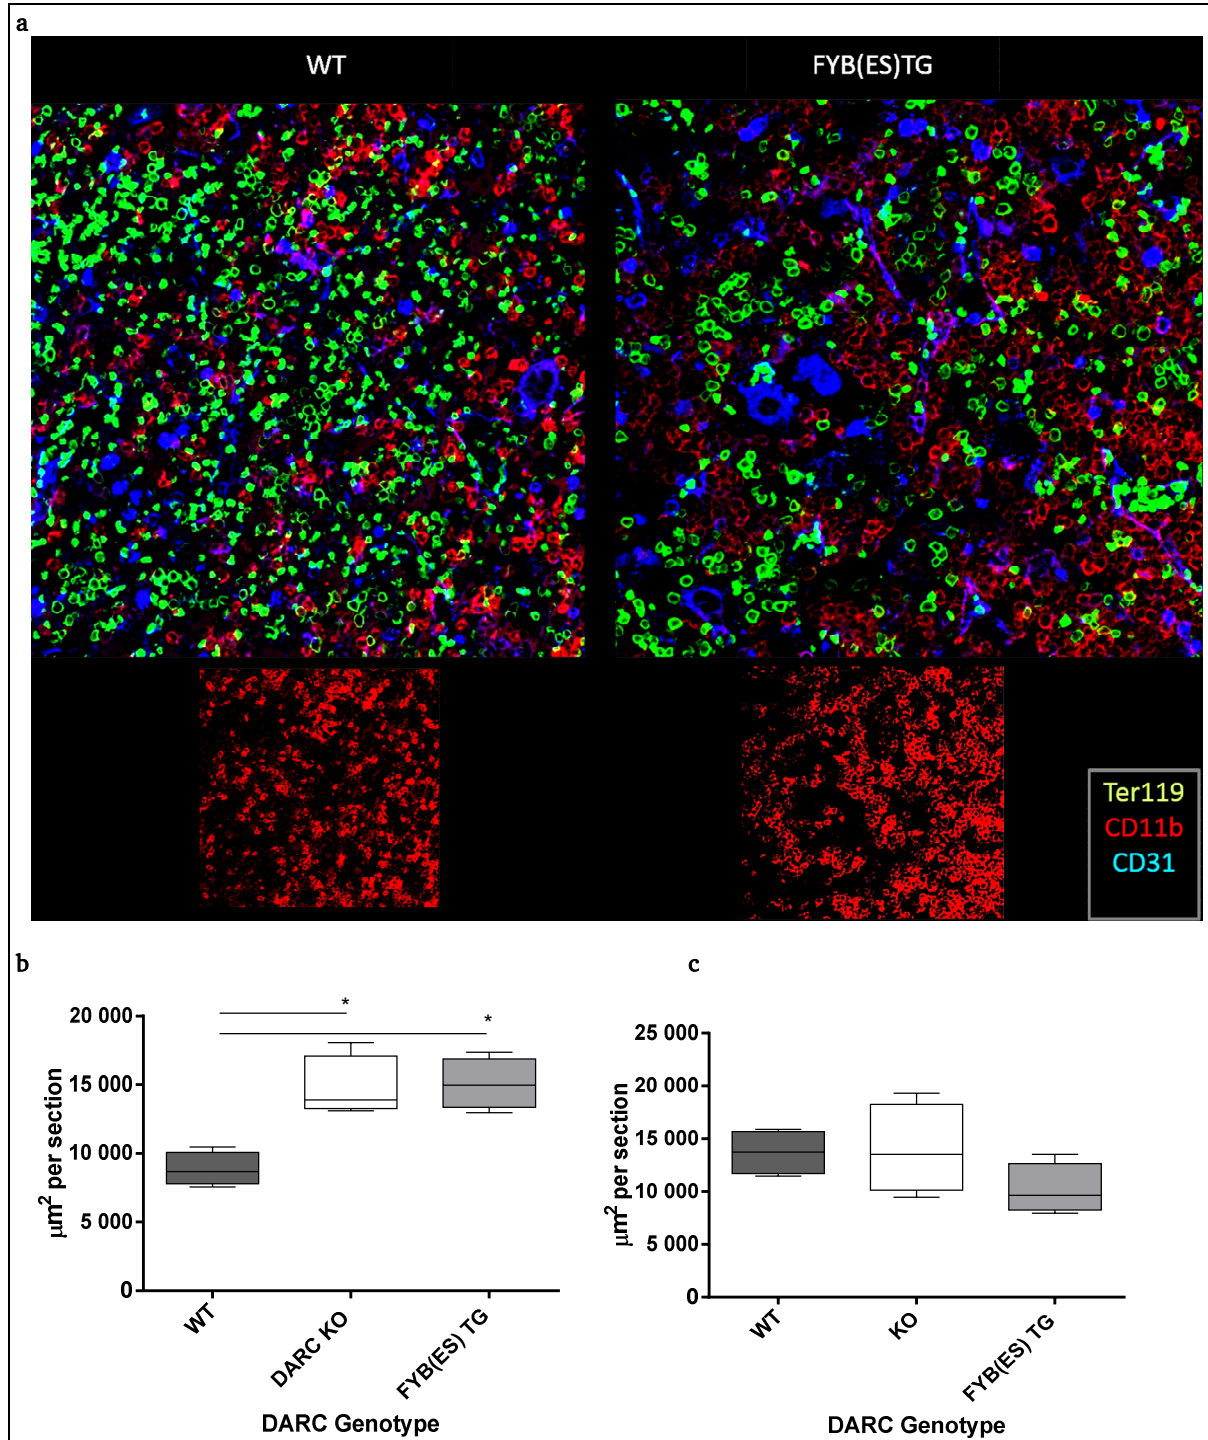 a
WT
FYB(ES)TG
Ter119
CD11b
CD31
b
20 000
15 000
10 000
5 000
0
μm² per section
*
*
WT
DARC KO
FYB(ES) TG
DARC Genotype
c
25 000
20 000
15 000
10 000
5 000
0
μm² per section
WT
KO
FYB(ES) TG
DARC Genotype